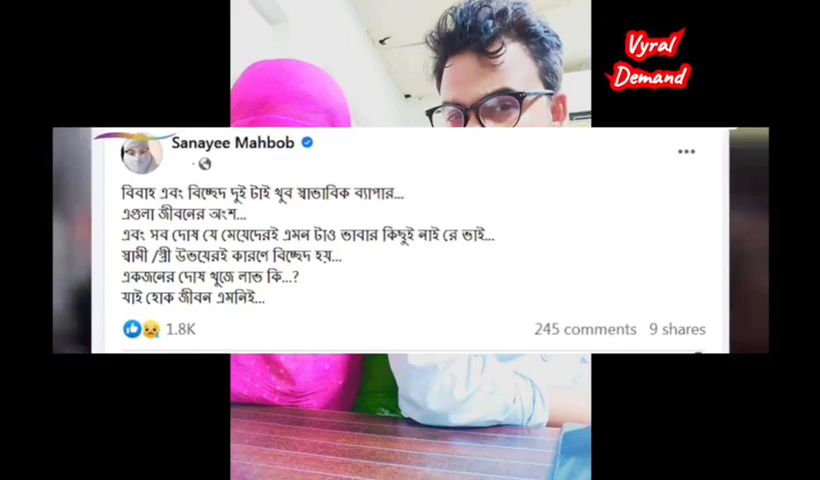 Vyral
Demand
Sanayee Mahbob
বিবাহ এবং বিচ্ছেদ দুই টাই খুব স্বাভাবিক ব্যাপার...
এগুলা জীবনের অংশ...
এবং সব দোষ যে মেয়েদেরই এমন টাও ভাবার কিছুই নাই রে ভাই...
স্বামী /স্ত্রী উভয়েরই কারণে বিচ্ছেদ হয়...
একজনের দোষ খুজে লাভ কি...?
যাই হোক জীবন এমনিই...
1.8K 245 comments 9 shares